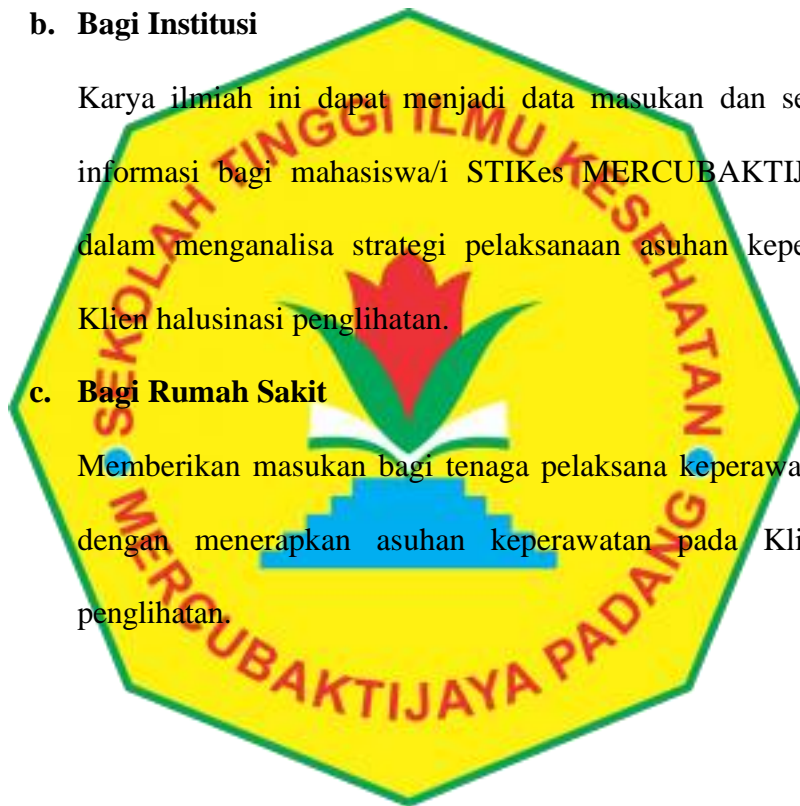 b. Bagi Institusi
Karya ilmiah ini dapat menjadi data masukan dan se
informasi bagi mahasiswa/i STIKes MERCUBAKTIJ
dalam menganalisa strategi pelaksanaan asuhan kepe
Klien halusinasi penglihatan.
c. Bagi Rumah Sakit
Memberikan masukan bagi tenaga pelaksana keperawa
dengan menerapkan asuhan keperawatan pada Kli
penglihatan.
SEKOLAH TINGGI ILMU KESEHATAN
MERCUBAKTIJAYA PADANG